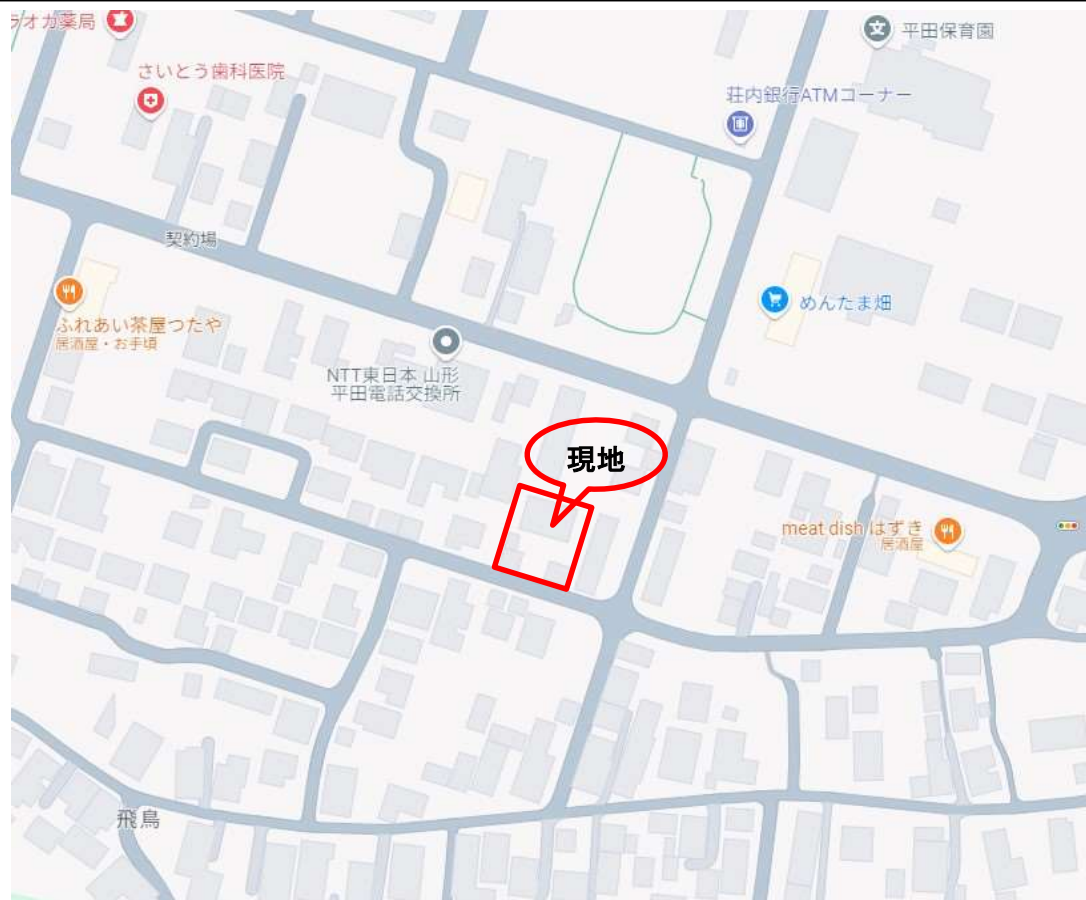 ラオカ薬局
平田保育園
さいとう歯科医院
荘内銀行ATMコーナー
契約場
めんたま畑
ふれあい茶屋つたや
居酒屋・お手頃
NTT東日本 山形
平田電話交換所
現地
meat dish はずき
居酒屋
飛鳥